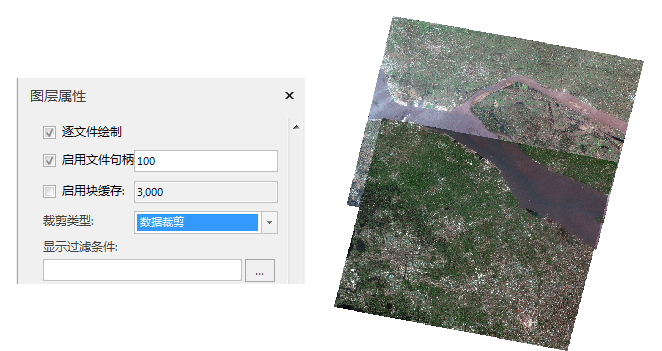 图层属性
逐文件绘制
启用文件句柄 100
启用块缓存: 3,000
裁剪类型: 数据裁剪
显示过滤条件:
...